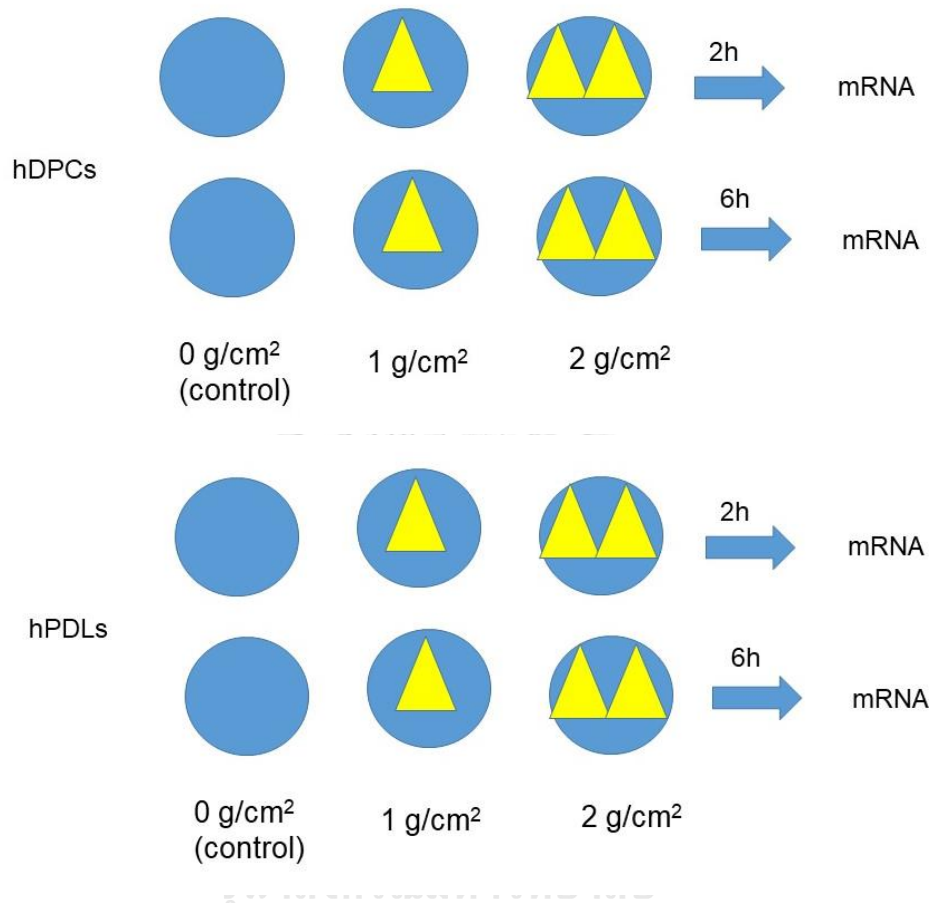 2h
mRNA
hDPCs
6h
mRNA
0 g/cm²
(control)
1 g/cm²
2 g/cm²
2h
mRNA
hPDLs
6h
mRNA
0 g/cm²
(control)
1 g/cm²
2 g/cm²